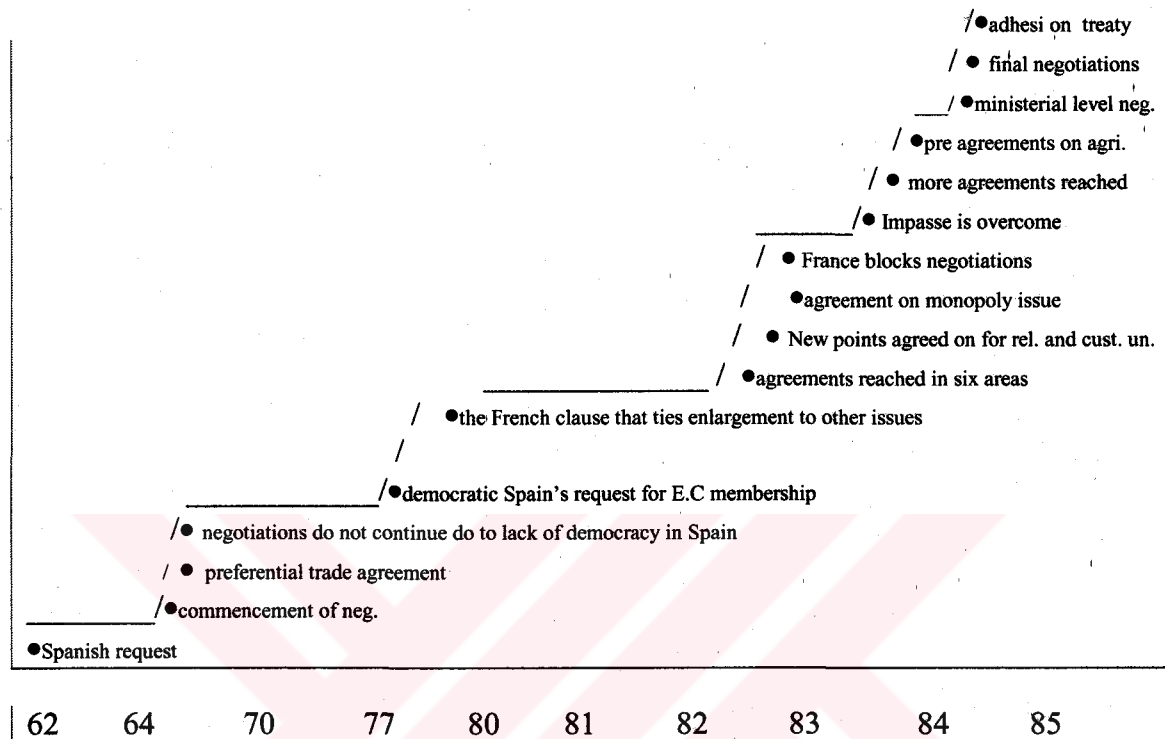 ●adhesi on treaty
● final negotiations
●ministerial level neg.
●pre agreements on agri.
● more agreements reached
● Impasse is overcome
● France blocks negotiations
●agreement on monopoly issue
● New points agreed on for rel. and cust. un.
●agreements reached in six areas
●the French clause that ties enlargement to other issues
●democratic Spain's request for E.C membership
● negotiations do not continue do to lack of democracy in Spain
● preferential trade agreement
●commencement of neg.
●Spanish request
62 64 70 77 80 81 82 83 84 85